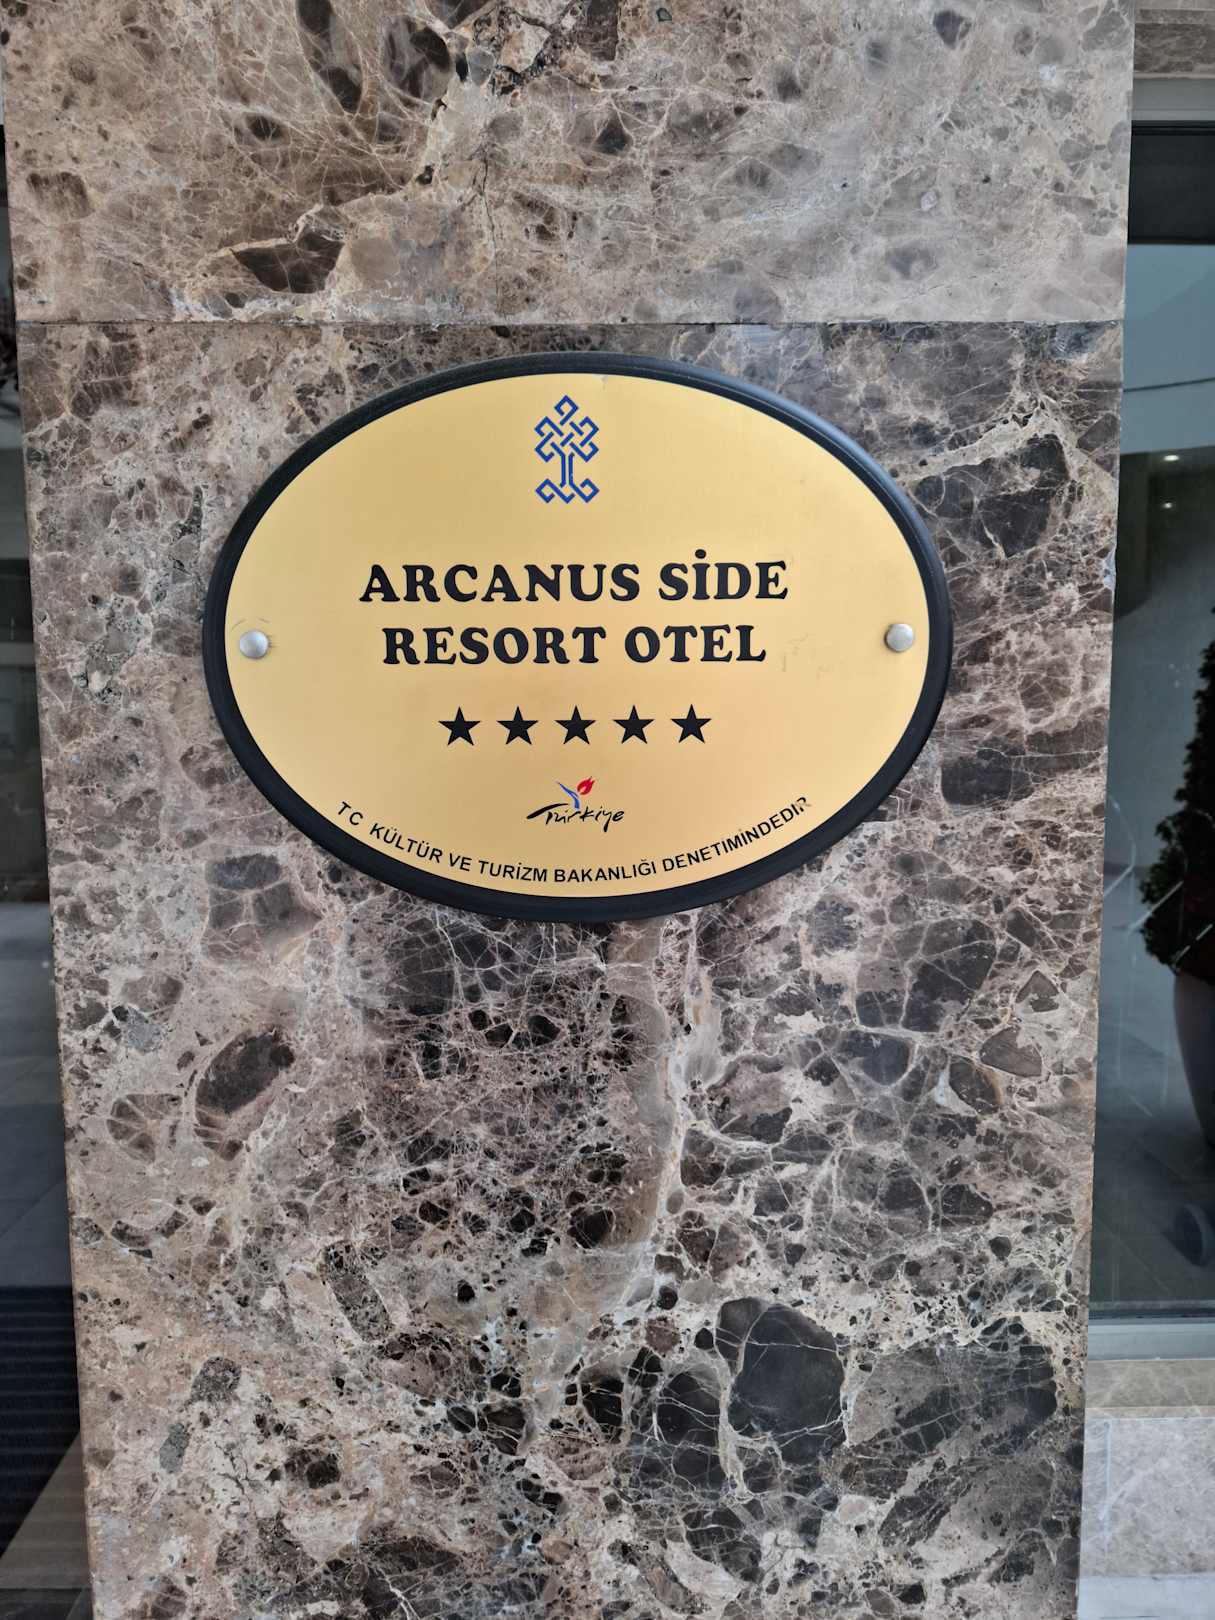 ARCANUS SİDE
RESORT OTEL
Türkiye
TC KÜLTÜR VE TURİZM BAKANLIĞI DENETİMİNDEDİR